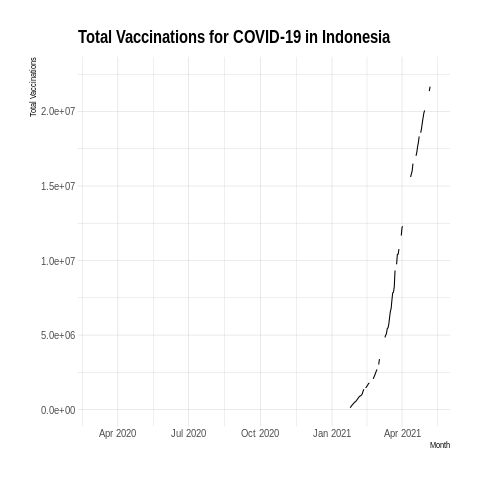 Total Vaccinations for COVID-19 in Indonesia
Total Vaccinations
2.0e+07
1.5e+07
1.0e+07
5.0e+06
0.0e+00
Apr 2020 Jul 2020 Oct 2020 Jan 2021 Apr 2021
Month